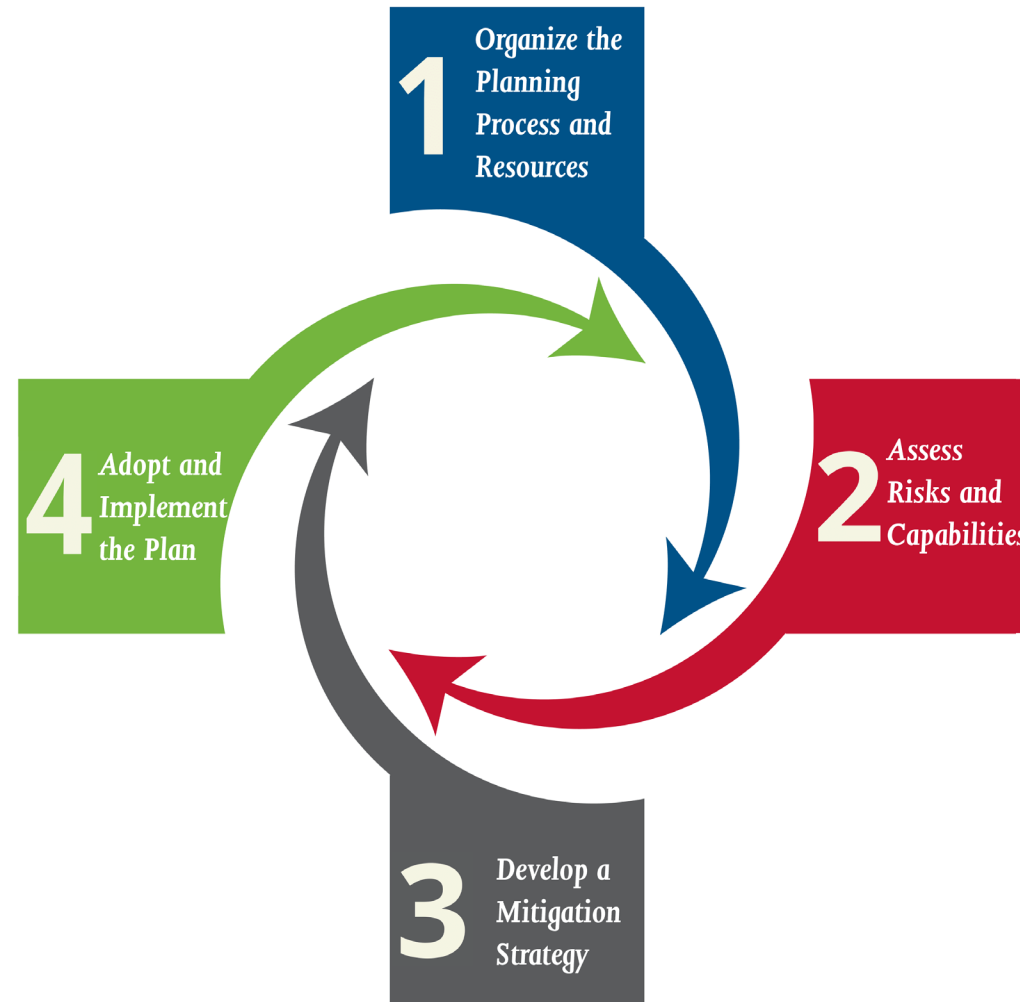 1
Organize the
Planning
Process and
Resources
2
Assess
Risks and
Capabilities
3
Develop a
Mitigation
Strategy
4
Adopt and
Implement
the Plan